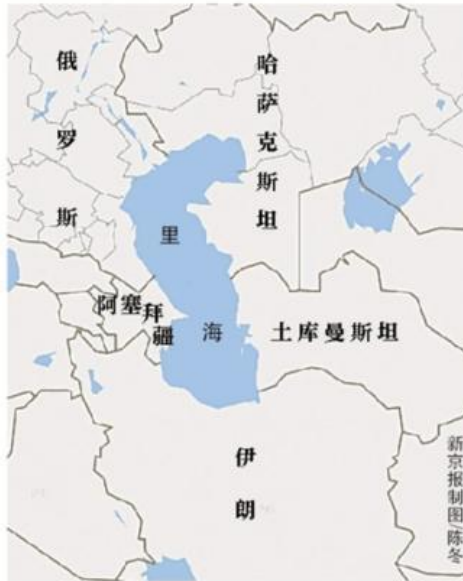 俄罗斯
哈萨克斯坦
里海
阿塞拜疆
土库曼斯坦
伊朗
新京报制图/陈冬